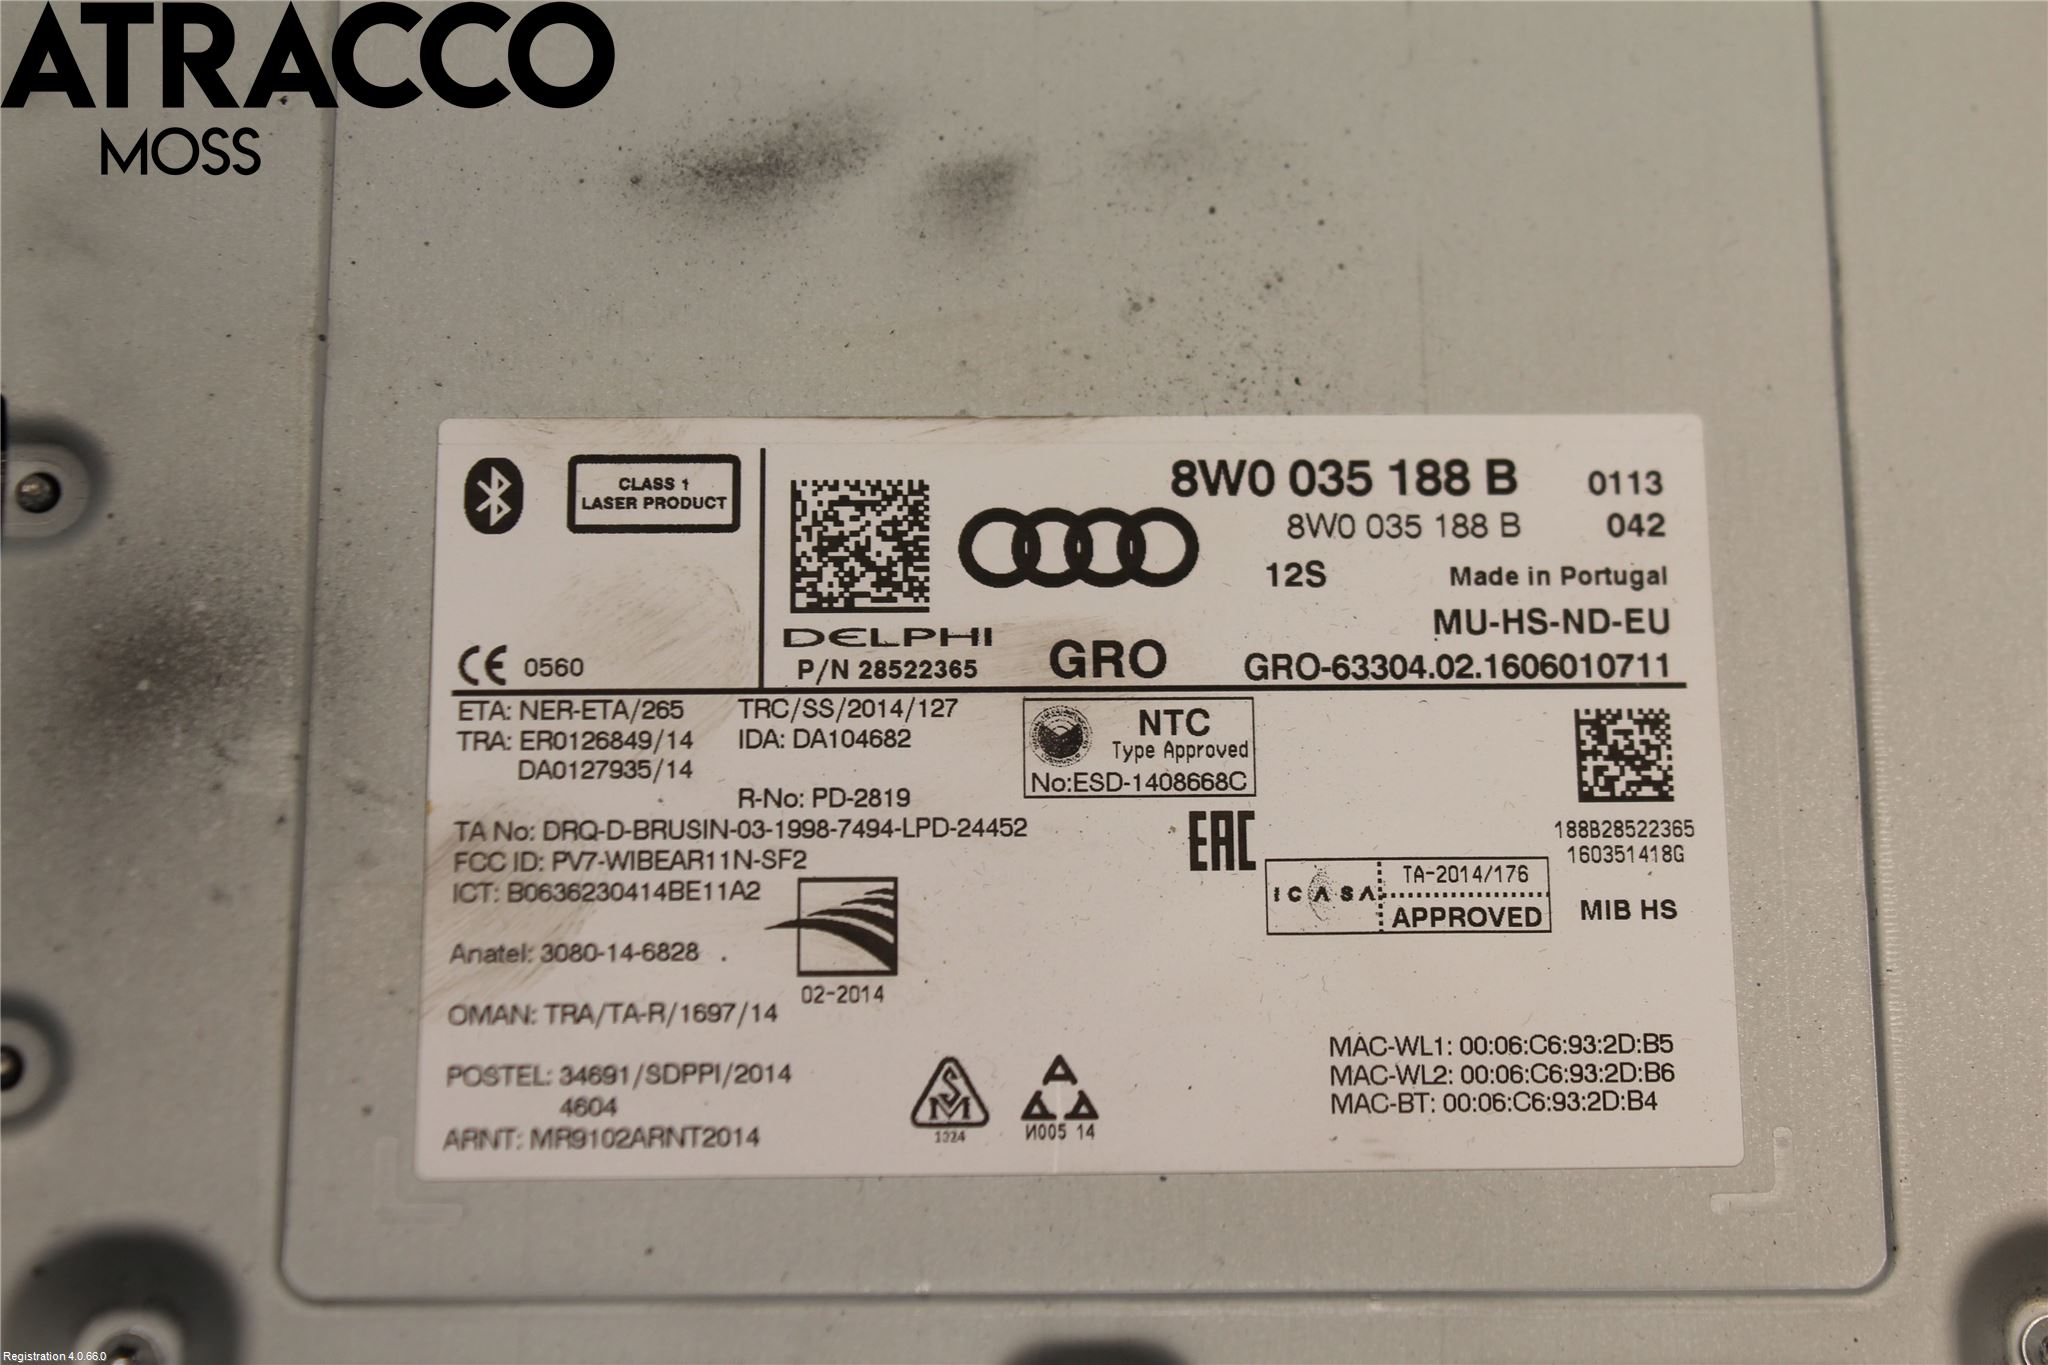 ATRACCO
MOSS
CLASS 1
LASER PRODUCT
8W0 035 188 B 0113
8W0 035 188 B 042
12S Made in Portugal
MU-HS-ND-EU
DELPHI
P/N 28522365
GRO GRO-63304.02.1606010711
CE 0560
ETA: NER-ETA/265 TRC/SS/2014/127
TRA: ER0126849/14 IDA: DA104682
DA0127935/14
R-No: PD-2819
NTC
Type Approved
No:ESD-1408668C
TA No: DRQ-D-BRUSIN-03-1998-7494-LPD-24452
FCC ID: PV7-WIBEAR11N-SF2
ICT: B0636230414BE11A2
EAC
188B28522365
160351418G
ICASA TA-2014/176
APPROVED
MIB HS
Anatel: 3080-14-6828 .
02-2014
OMAN: TRA/TA-R/1697/14
POSTEL: 34691/SDPPI/2014
4604
ARNT: MR9102ARNT2014
SM
1324
AAA
И005 14
MAC-WL1: 00:06:C6:93:2D:B5
MAC-WL2: 00:06:C6:93:2D:B6
MAC-BT: 00:06:C6:93:2D:B4
Registration 4.0.66.0